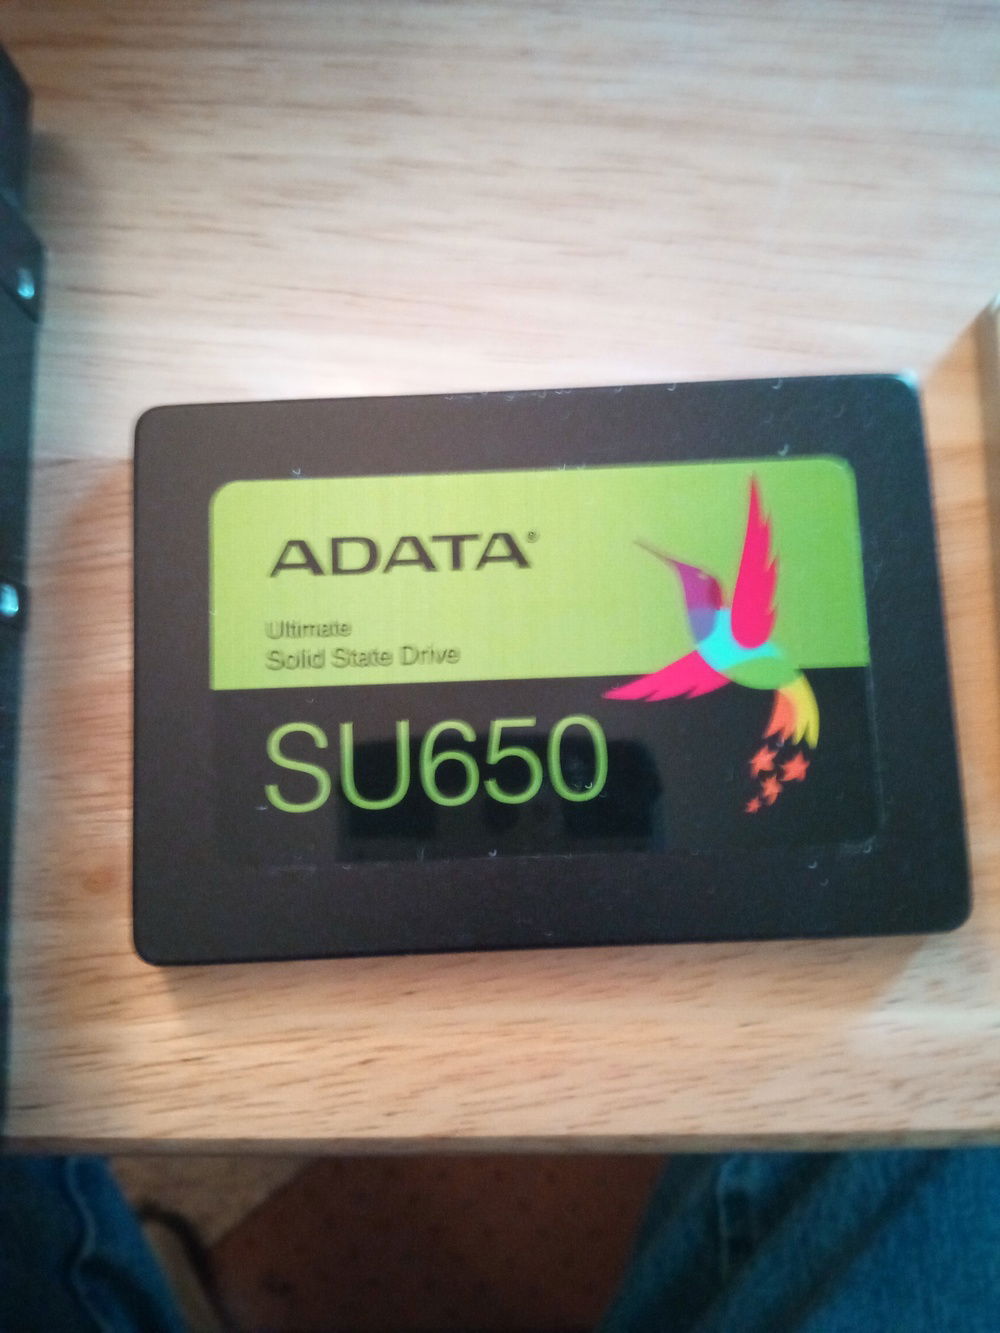 ADATA®
Ultimate
Solid State Drive
SU650